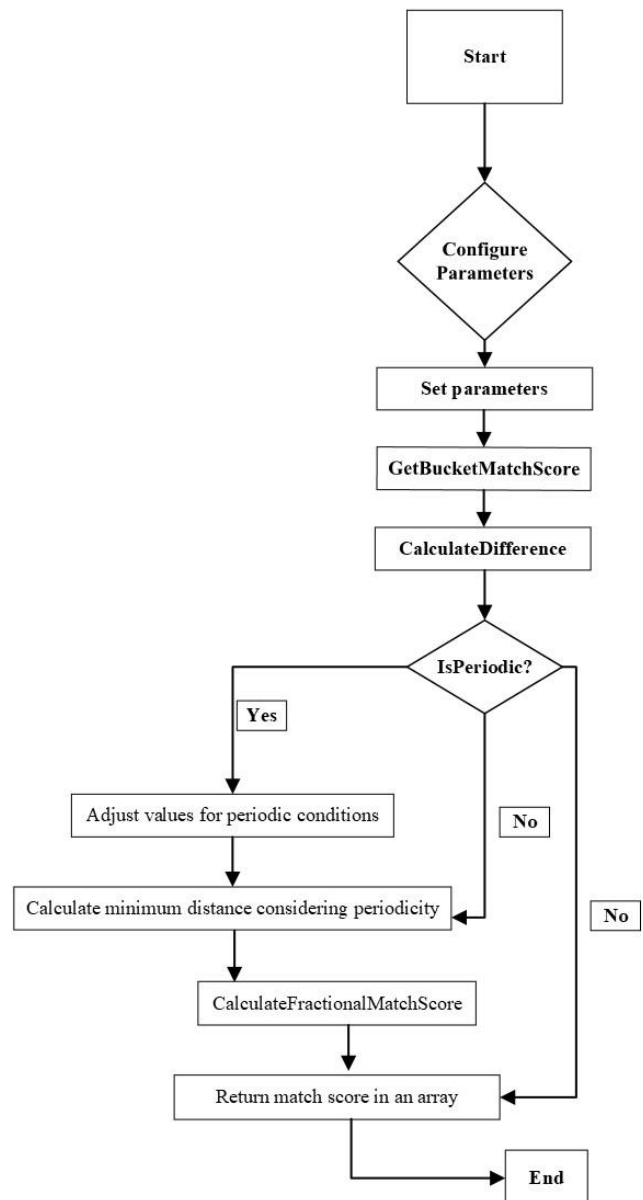 Start
Configure
Parameters
Set parameters
GetBucketMatchScore
CalculateDifference
IsPeriodic?
Yes
Adjust values for periodic conditions
No
Calculate minimum distance considering periodicity
No
CalculateFractionalMatchScore
Return match score in an array
End